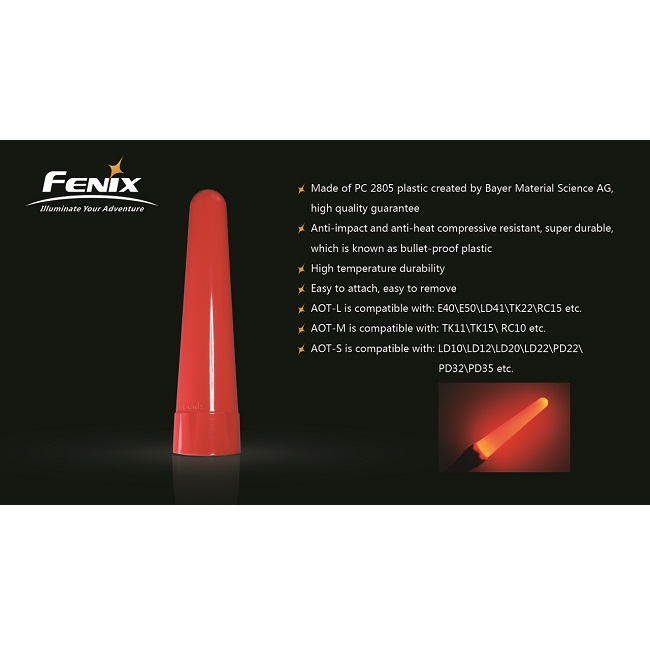 FENIX
Illuminate Your Adventure
Made of PC 2805 plastic created by Bayer Material Science AG,
high quality guarantee
Anti-impact and anti-heat compressive resistant, super durable,
which is known as bullet-proof plastic
High temperature durability
Easy to attach, easy to remove
AOT-L is compatible with: E40\E50\LD41\TK22\RC15 etc.
AOT-M is compatible with: TK11\TK15\ RC10 etc.
AOT-S is compatible with: LD10\LD12\LD20\LD22\PD22\
PD32\PD35 etc.